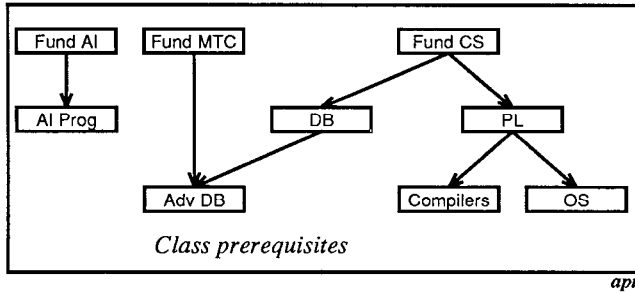 Fund AI Fund MTC Fund CS
AI Prog DB PL
Adv DB Compilers OS
Class prerequisites